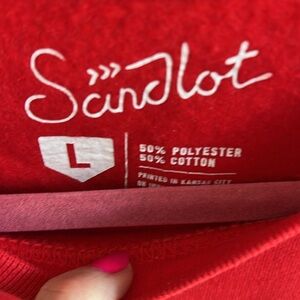 Sandlot
L
50% POLYESTER
50% COTTON
PRINTED IN KANSAS CITY